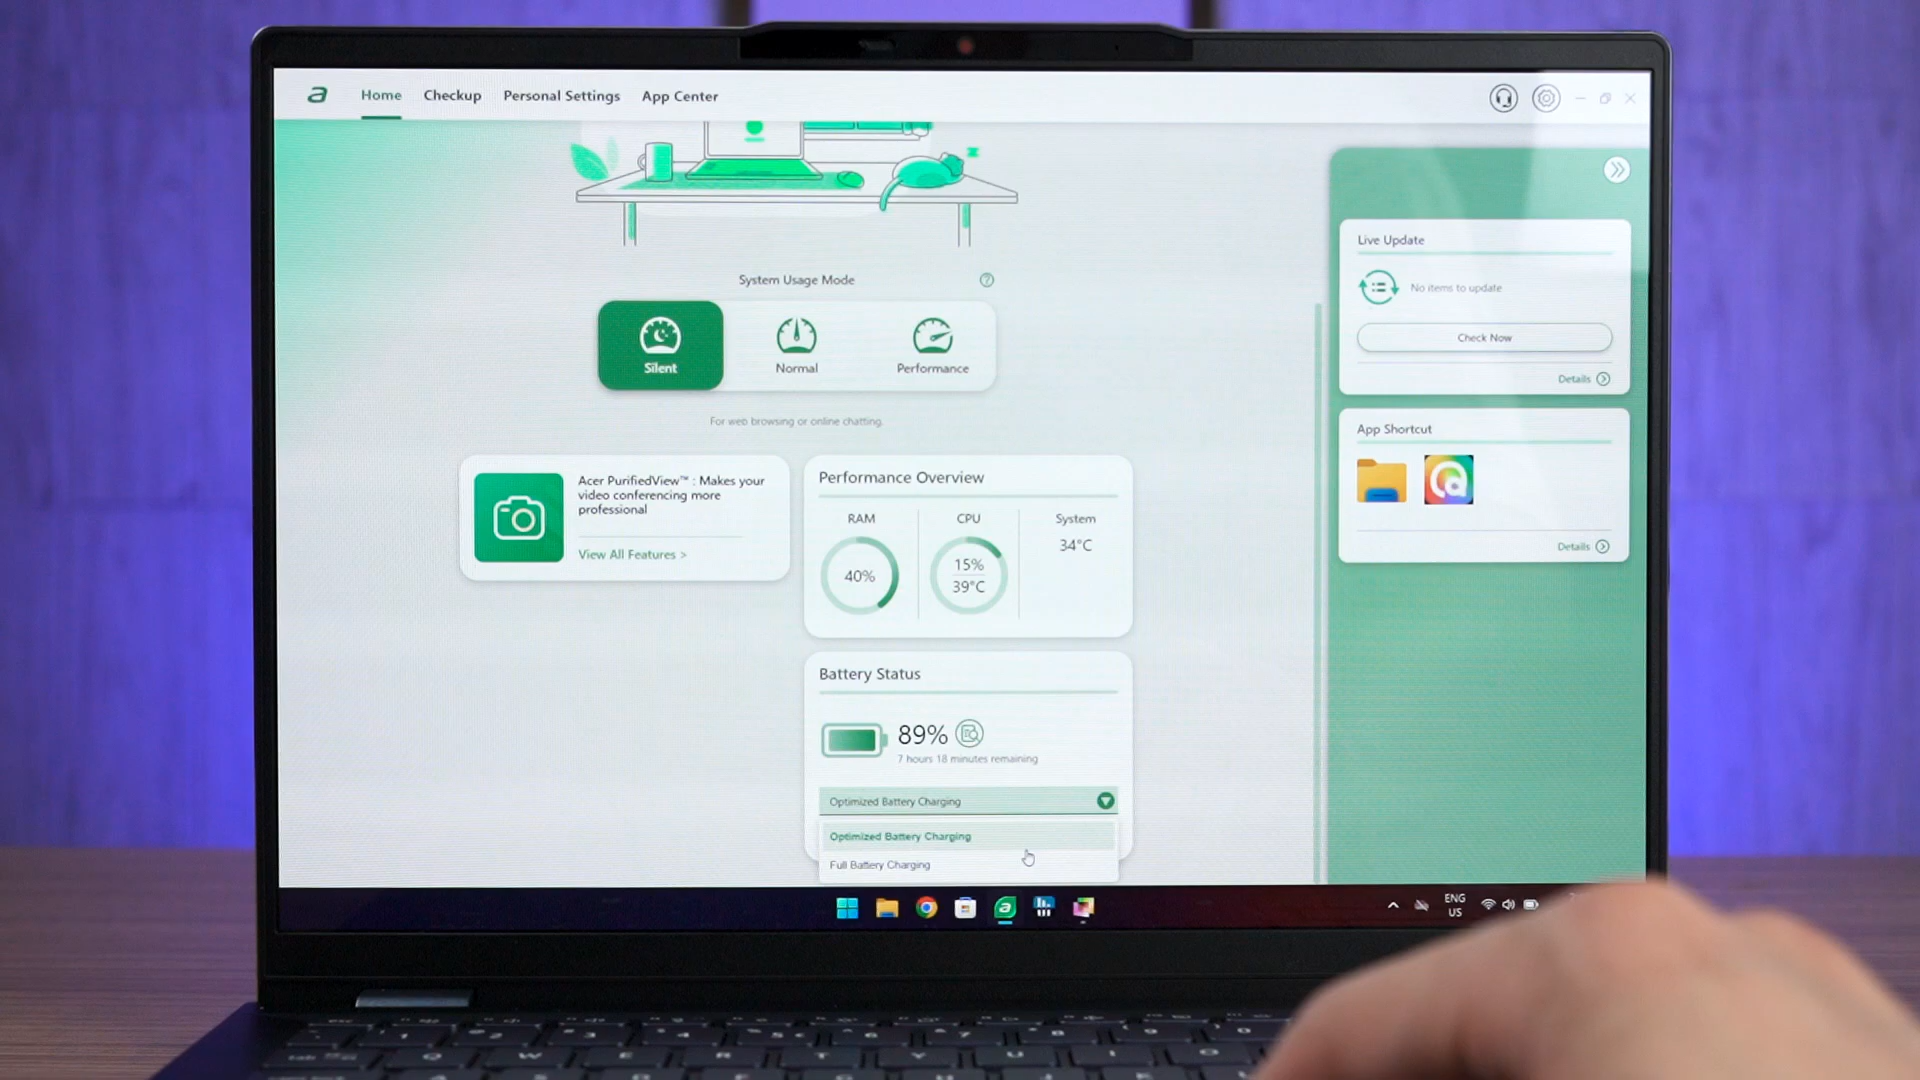 Home Checkup Personal Settings App Center
System Usage Mode
Silent
Normal
Performance
For web browsing or online chatting.
Acer PurifiedView™ : Makes your
video conferencing more
professional
View All Features >
Performance Overview
RAM
40%
CPU
15%
39°C
System
34°C
Battery Status
89%
7 hours 18 minutes remaining
Optimized Battery Charging
Optimized Battery Charging
Full Battery Charging
Live Update
No items to update
Check Now
Details
App Shortcut
Details
ENG
US